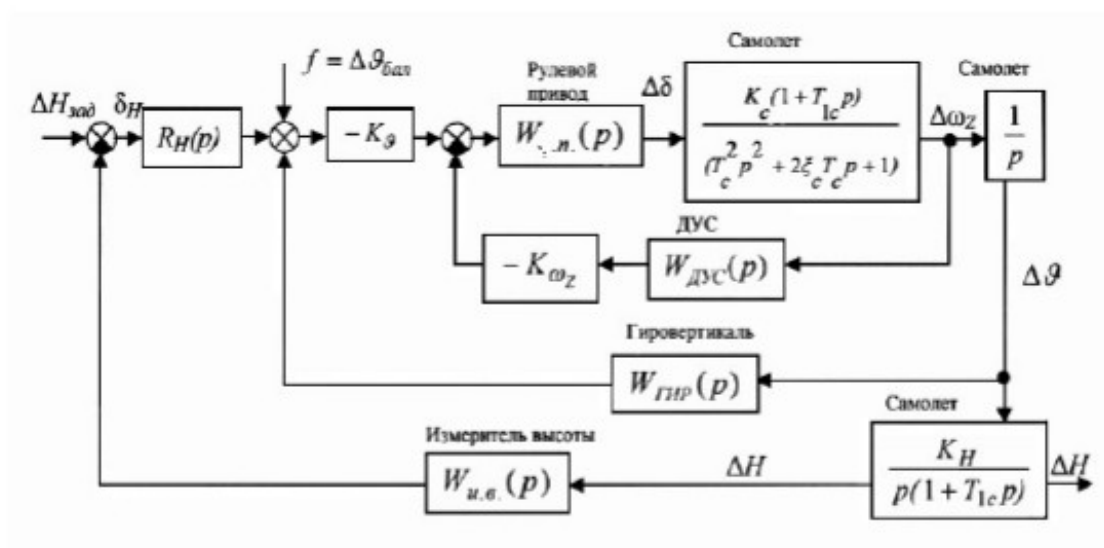 f = Δϑбал
Самолет
Рулевой
привод
Самолет
ΔHзад
δH
RH(p)
− Kϑ
W.п.(p)
Δδ
Kc(1+T1cp)
(Tc²p² + 2ξcTcp+1)
ΔωZ
1
p
ДУС
− KωZ
WДУС(p)
Δϑ
Гировертикаль
WГИР(p)
Самолет
Измеритель высоты
Wи.в.(p)
ΔH
KH
p(1+T1cp)
ΔH